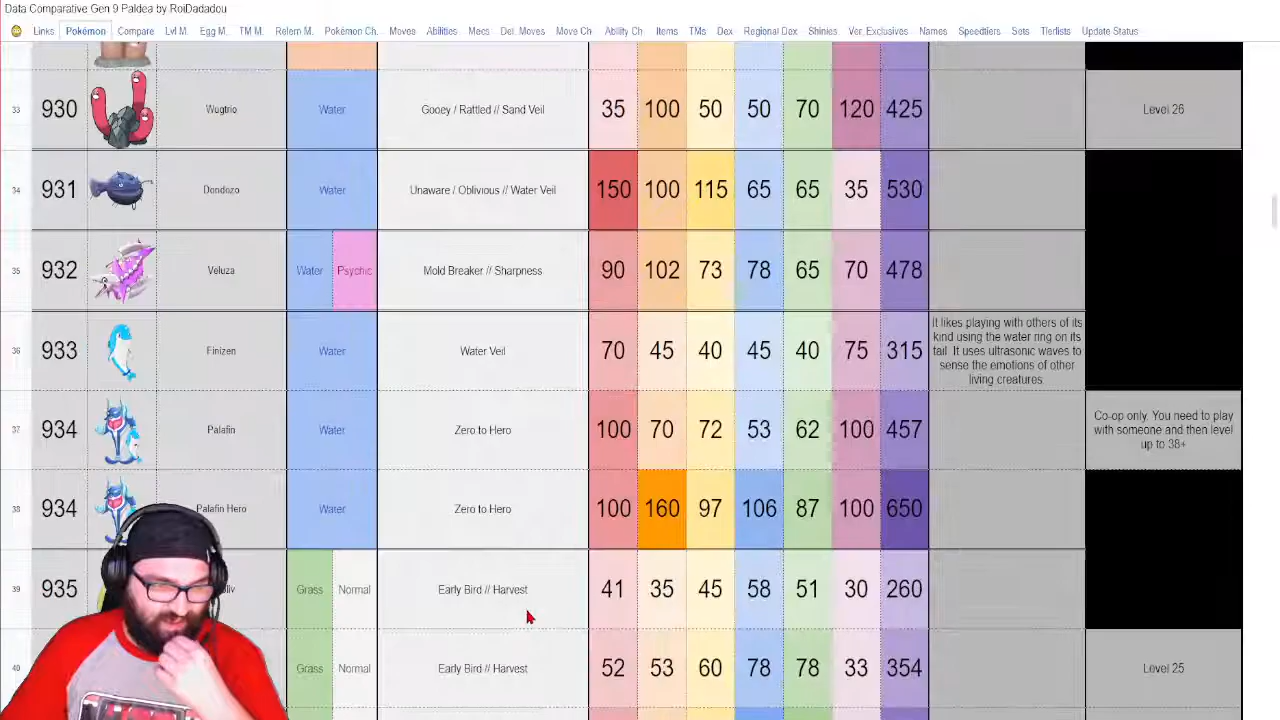 Data Comparative Gen 9 Paldea by RoiDadadou
Links Pokémon Compare Lvl M. Egg M. TM M. Relern M. Pokémon Ch. Moves Abilities Mecs Del. Moves Move Ch Ability Ch Items TMs Dex Regional Dex Shinies Ver. Exclusives Names Speedtiers Sets Tierlists Update Status
33 930 Wugtrio Water Gooey / Rattled // Sand Veil 35 100 50 50 70 120 425 Level 26
34 931 Dondozo Water Unaware / Oblivious // Water Veil 150 100 115 65 65 35 530
35 932 Veluza Water Psychic Mold Breaker // Sharpness 90 102 73 78 65 70 478
36 933 Finizen Water Water Veil 70 45 40 45 40 75 315
It likes playing with others of its
kind using the water ring on its
tail. It uses ultrasonic waves to
sense the emotions of other
living creatures.
37 934 Palafin Water Zero to Hero 100 70 72 53 62 100 457
Co-op only. You need to play
with someone and then level
up to 38+
38 934 Palafin Hero Water Zero to Hero 100 160 97 106 87 100 650
39 935 Grass Normal Early Bird // Harvest 41 35 45 58 51 30 260
40 Grass Normal Early Bird // Harvest 52 53 60 78 78 33 354 Level 25